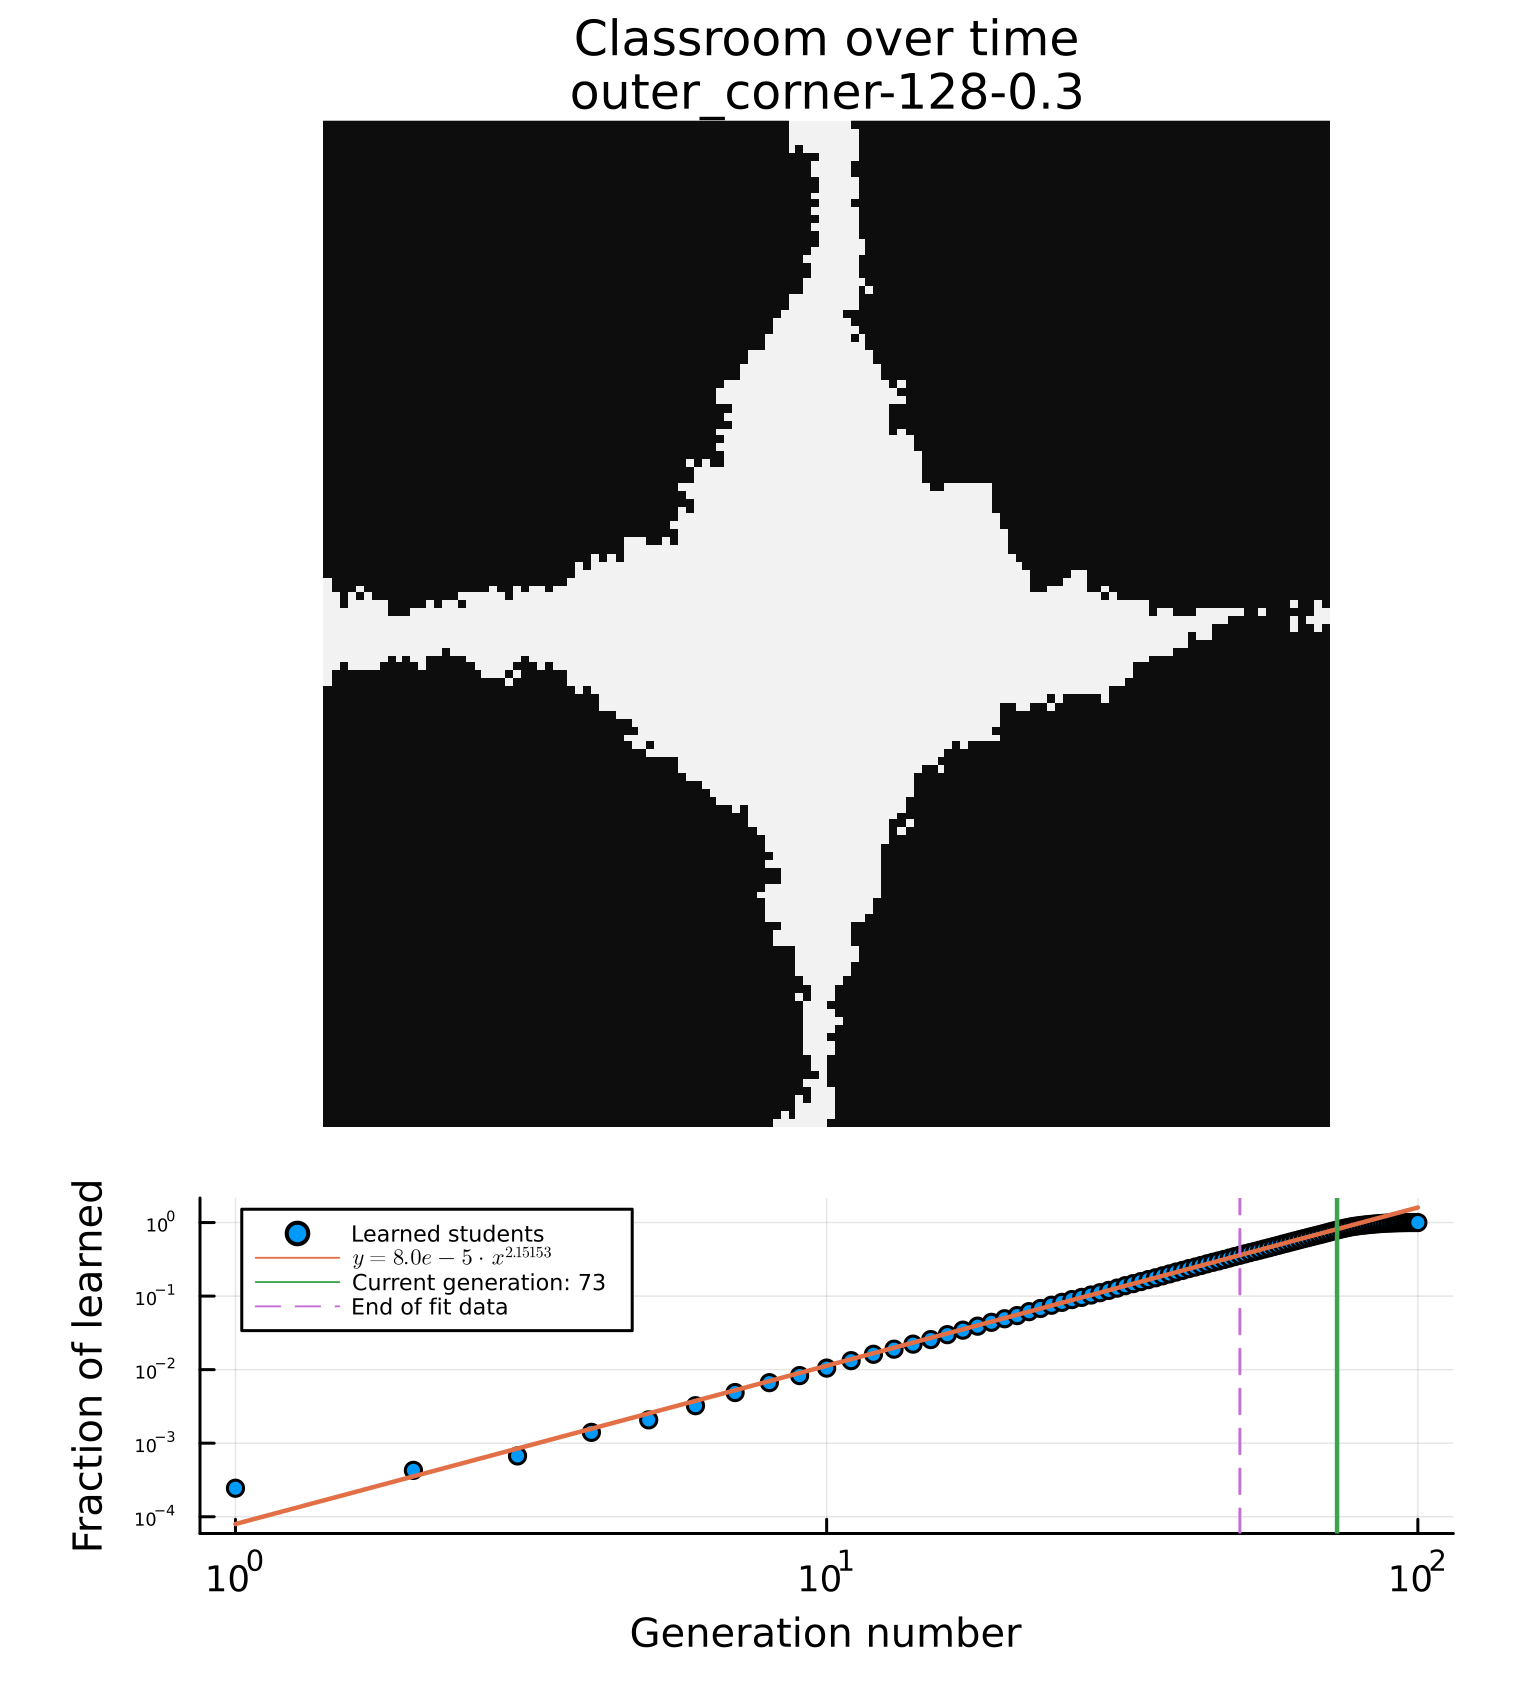 Classroom over time
outer_corner-128-0.3
Fraction of learned
10^0
10^−1
10^−2
10^−3
10^−4
Learned students
y = 8.0e − 5 · x^2.15153
Current generation: 73
End of fit data
10^0 10^1 10^2
Generation number